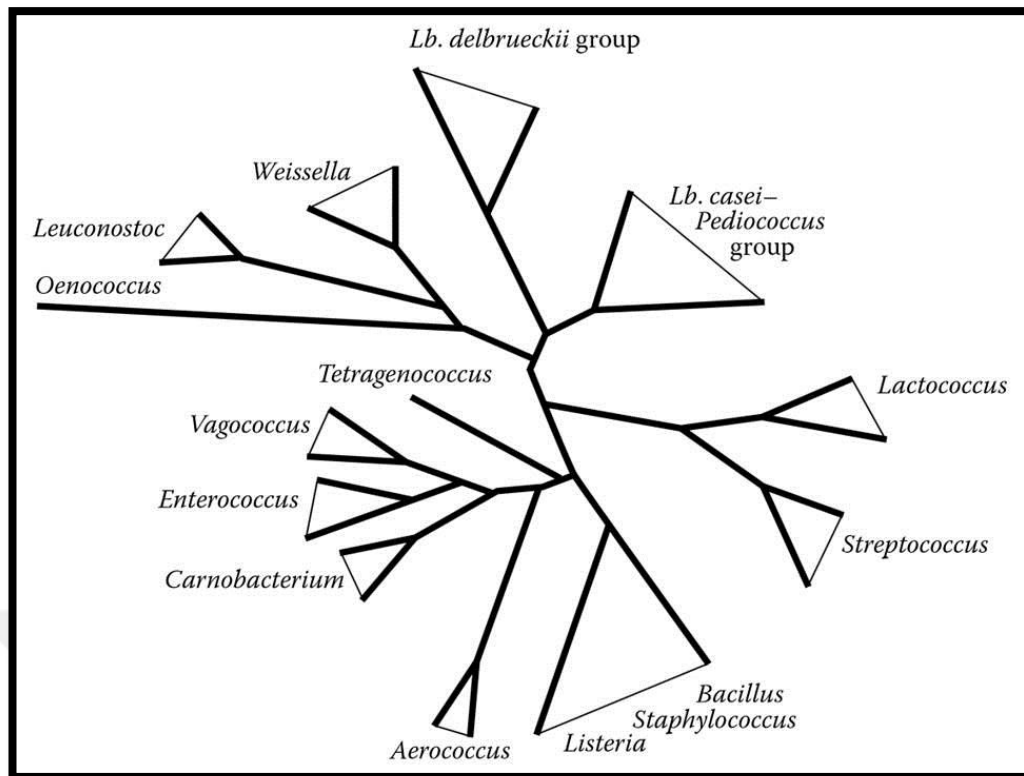 Lb. delbrueckii group
Weissella
Lb. casei–
Pediococcus
group
Leuconostoc
Oenococcus
Tetragenococcus
Lactococcus
Vagococcus
Enterococcus
Streptococcus
Carnobacterium
Bacillus
Staphylococcus
Listeria
Aerococcus